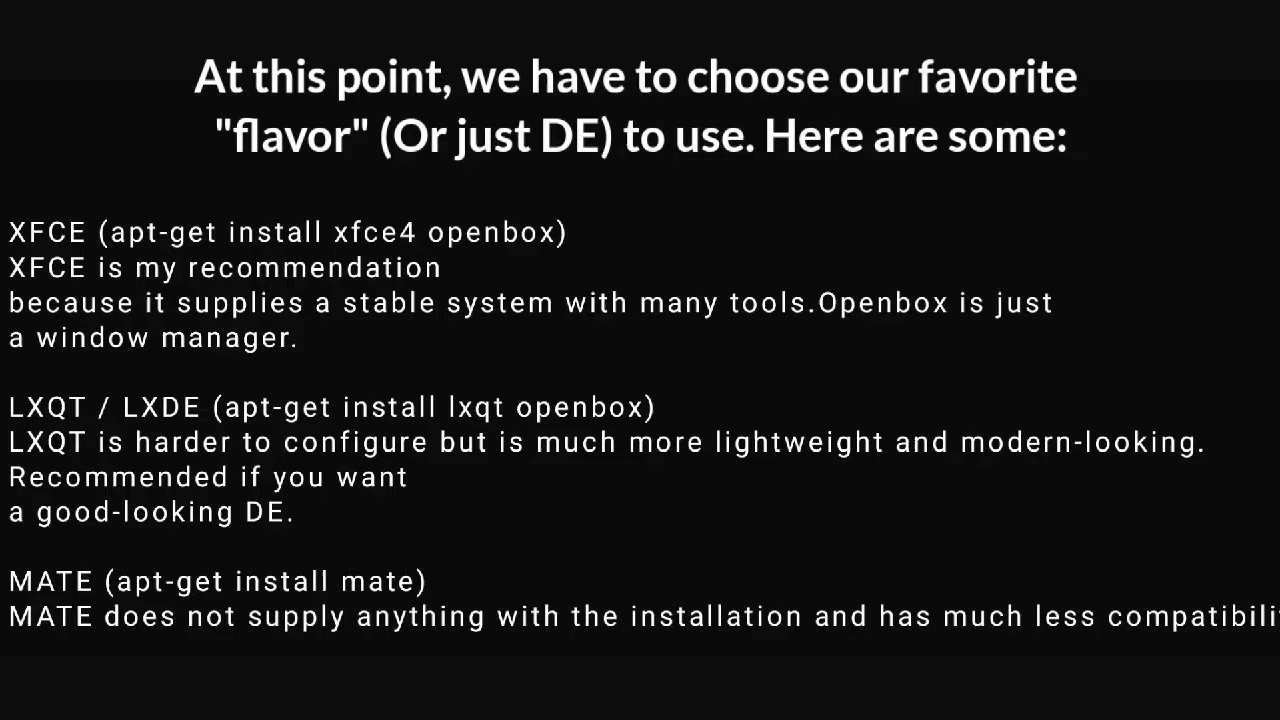 At this point, we have to choose our favorite
"flavor" (Or just DE) to use. Here are some:
XFCE (apt-get install xfce4 openbox)
XFCE is my recommendation
because it supplies a stable system with many tools.Openbox is just
a window manager.
LXQT / LXDE (apt-get install lxqt openbox)
LXQT is harder to configure but is much more lightweight and modern-looking.
Recommended if you want
a good-looking DE.
MATE (apt-get install mate)
MATE does not supply anything with the installation and has much less compatibili